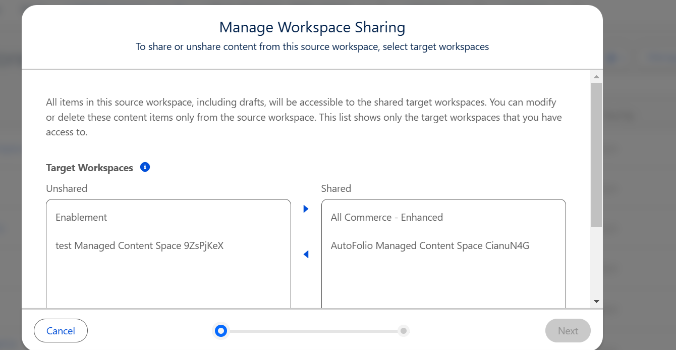 Manage Workspace Sharing
To share or unshare content from this source workspace, select target workspaces
All items in this source workspace, including drafts, will be accessible to the shared target workspaces. You can modify
or delete these content items only from the source workspace. This list shows only the target workspaces that you have
access to.
Target Workspaces
Unshared
Shared
Enablement
test Managed Content Space 9ZsPjKeX
All Commerce - Enhanced
AutoFolio Managed Content Space CianuN4G
Cancel
Next